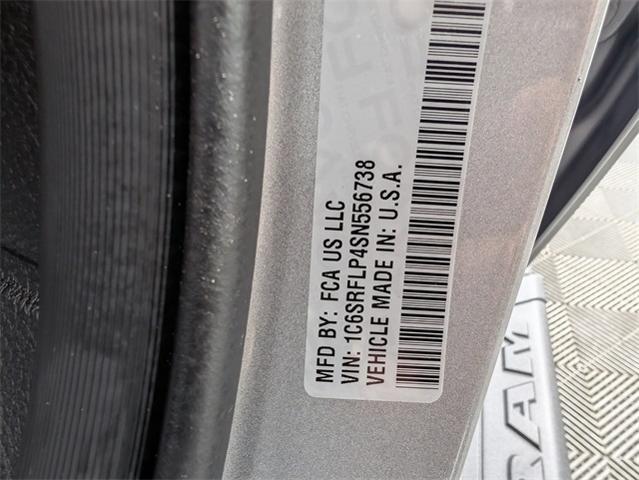 MFD BY: FCA US LLC
VIN: 1C6SRFLP4SN556738
VEHICLE MADE IN: U.S.A.
RAM